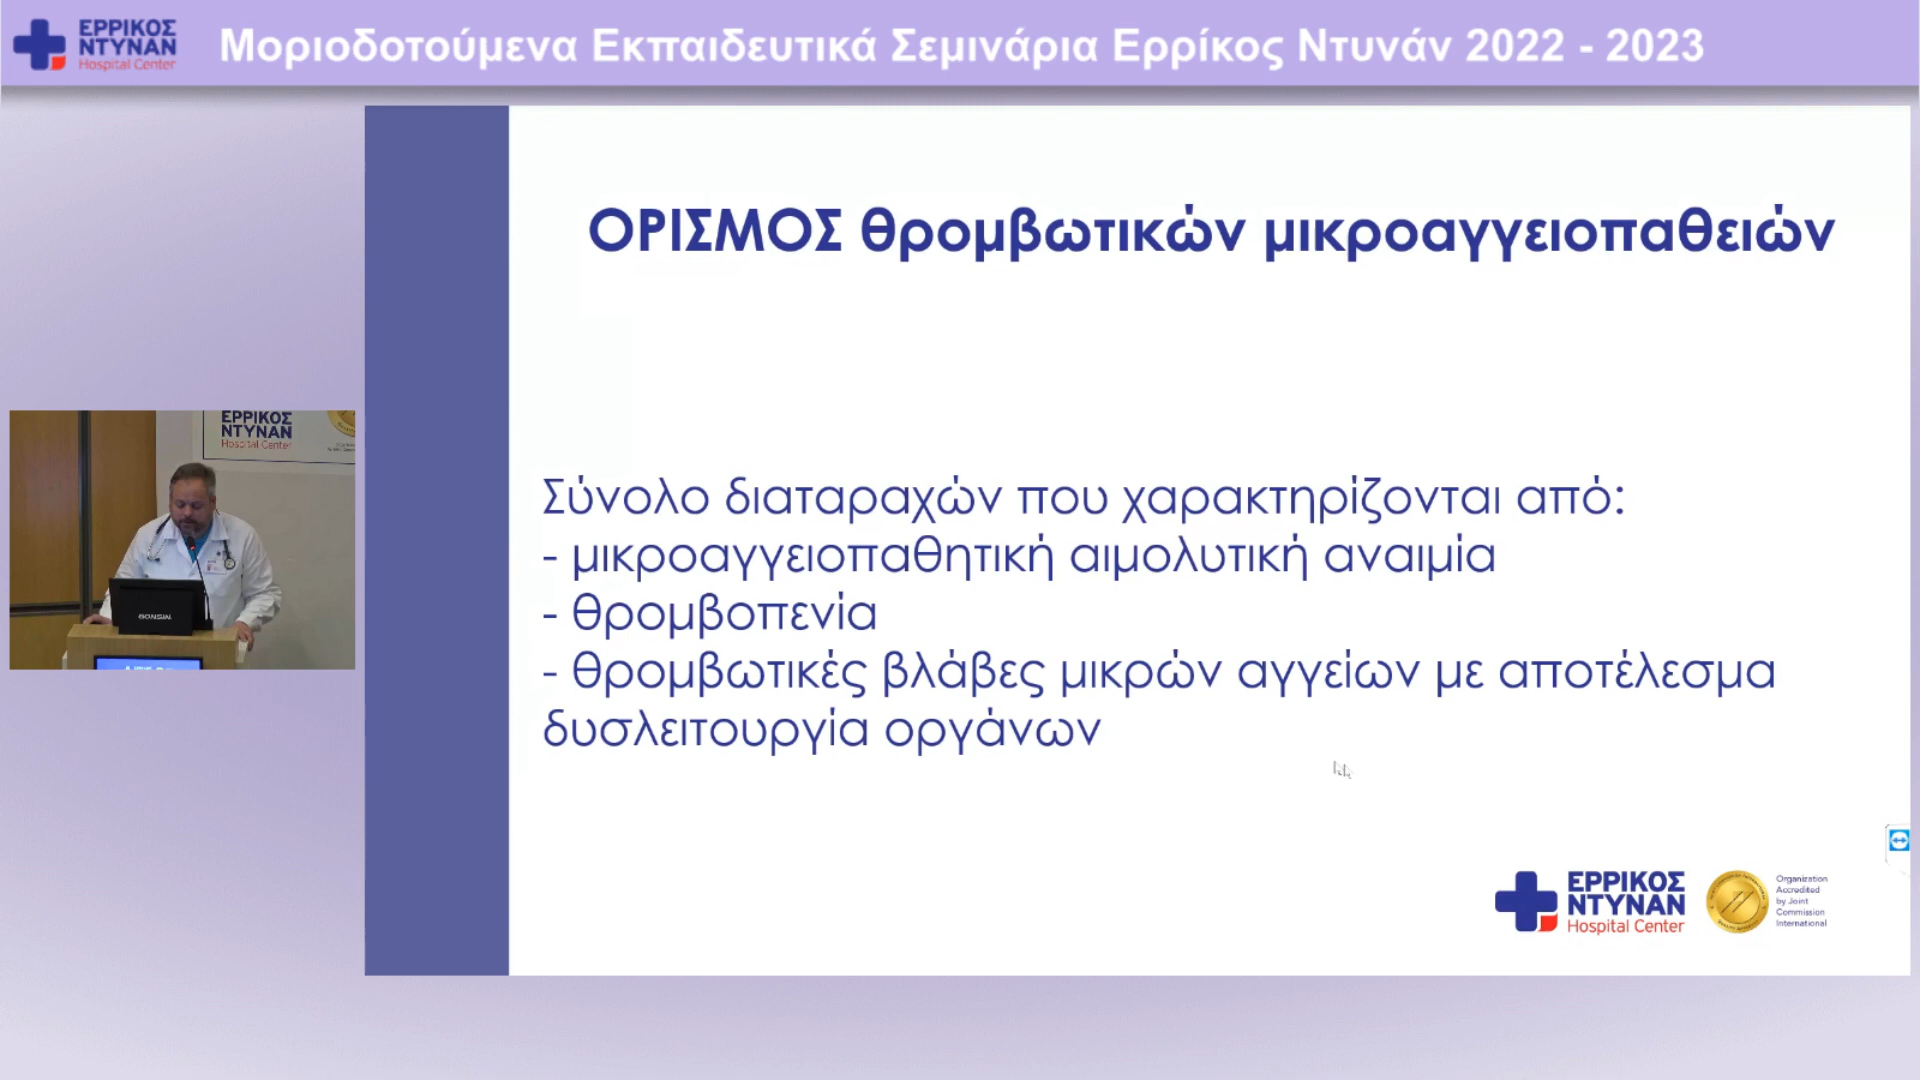 ΕΡΡΙΚΟΣ
ΝΤΥΝΑΝ
Hospital Center
Μοριοδοτούμενα Εκπαιδευτικά Σεμινάρια Ερρίκος Ντυνάν 2022 - 2023
ΟΡΙΣΜΟΣ θρομβωτικών μικροαγγειοπαθειών
Σύνολο διαταραχών που χαρακτηρίζονται από:
- μικροαγγειοπαθητική αιμολυτική αναιμία
- θρομβοπενία
- θρομβωτικές βλάβες μικρών αγγείων με αποτέλεσμα
δυσλειτουργία οργάνων
ΕΡΡΙΚΟΣ
ΝΤΥΝΑΝ
Hospital Center
ΕΡΡΙΚΟΣ
ΝΤΥΝΑΝ
Hospital Center
Organization
Accredited
by Joint
Commission
International